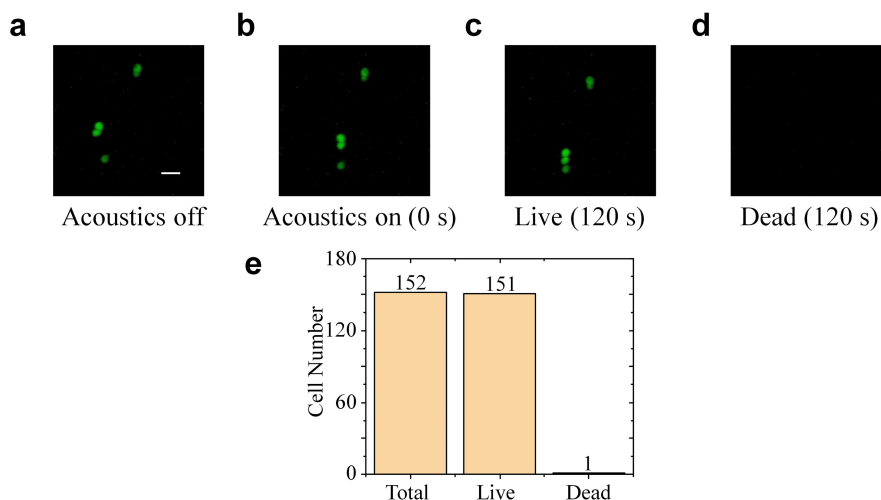 a
b
c
d
Acoustics off
Acoustics on (0 s)
Live (120 s)
Dead (120 s)
e
180
120
60
0
Cell Number
152
151
1
Total
Live
Dead